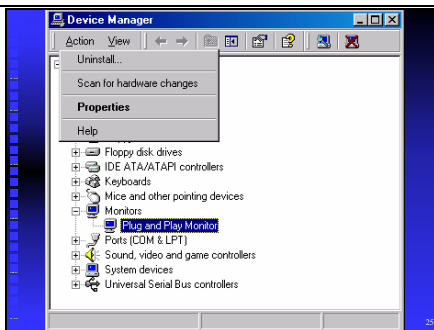 Device Manager
Action View
Uninstall...
Scan for hardware changes
Properties
Help
Floppy disk drives
IDE ATA/ATAPI controllers
Keyboards
Mice and other pointing devices
Monitors
Plug and Play Monitor
Ports (COM & LPT)
Sound, video and game controllers
System devices
Universal Serial Bus controllers
25